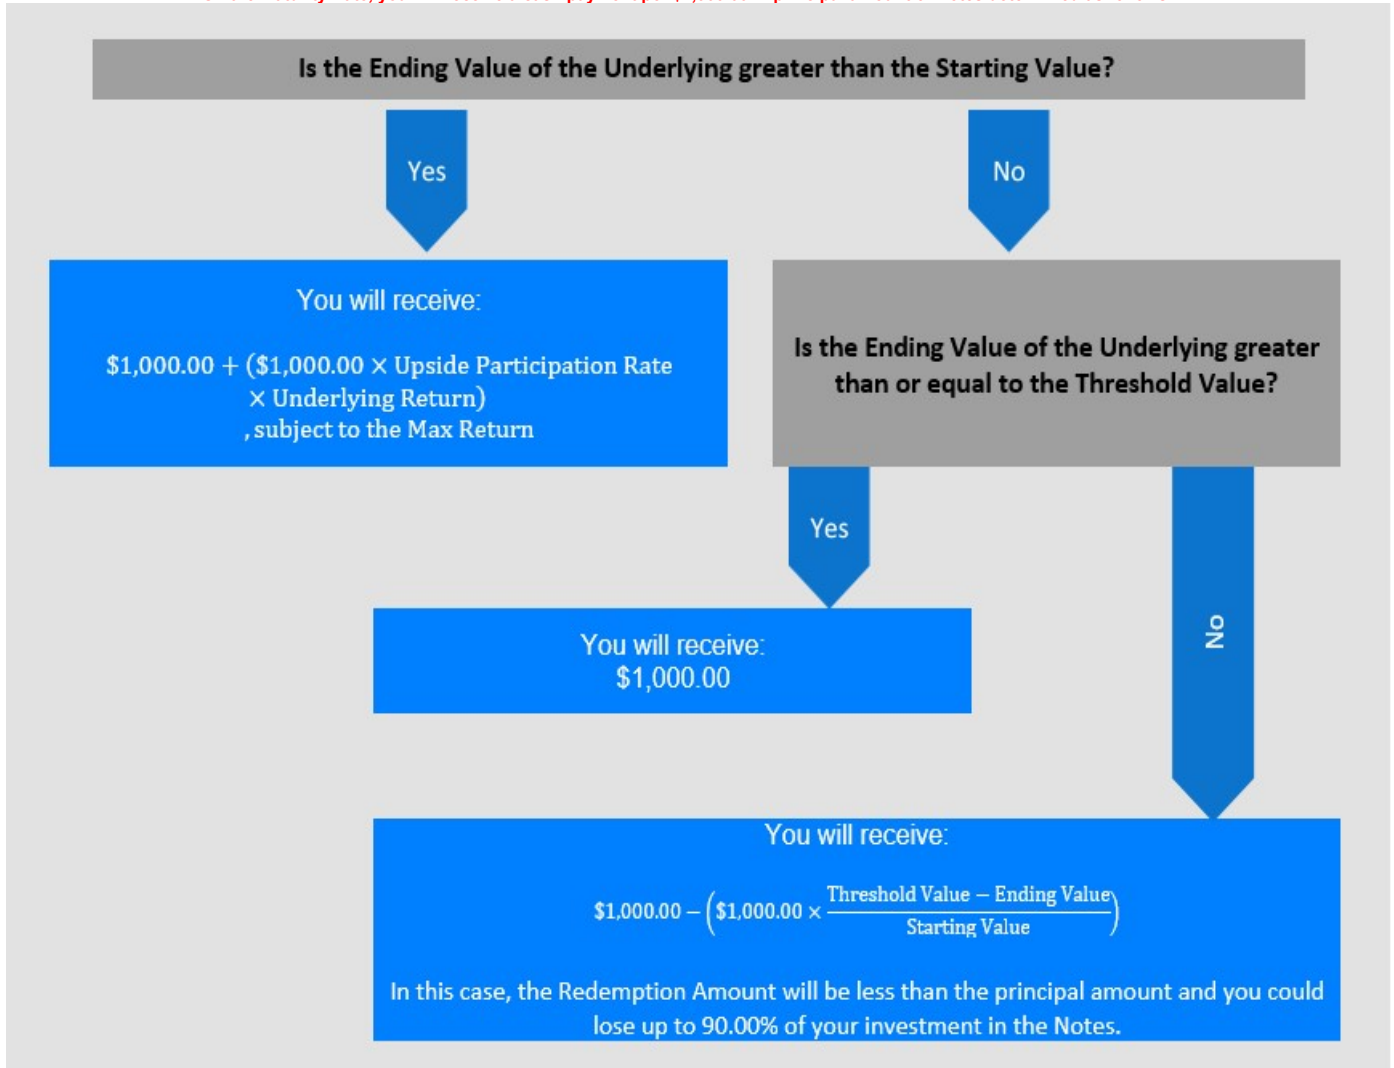 Is the Ending Value of the Underlying greater than the Starting Value?
Yes
No
You will receive:
$1,000.00 + ($1,000.00 × Upside Participation Rate
× Underlying Return)
, subject to the Max Return
Is the Ending Value of the Underlying greater
than or equal to the Threshold Value?
Yes
No
You will receive:
$1,000.00
You will receive:
$1,000.00 − ($1,000.00 × Threshold Value − Ending Value
Starting Value)
In this case, the Redemption Amount will be less than the principal amount and you could
lose up to 90.00% of your investment in the Notes.